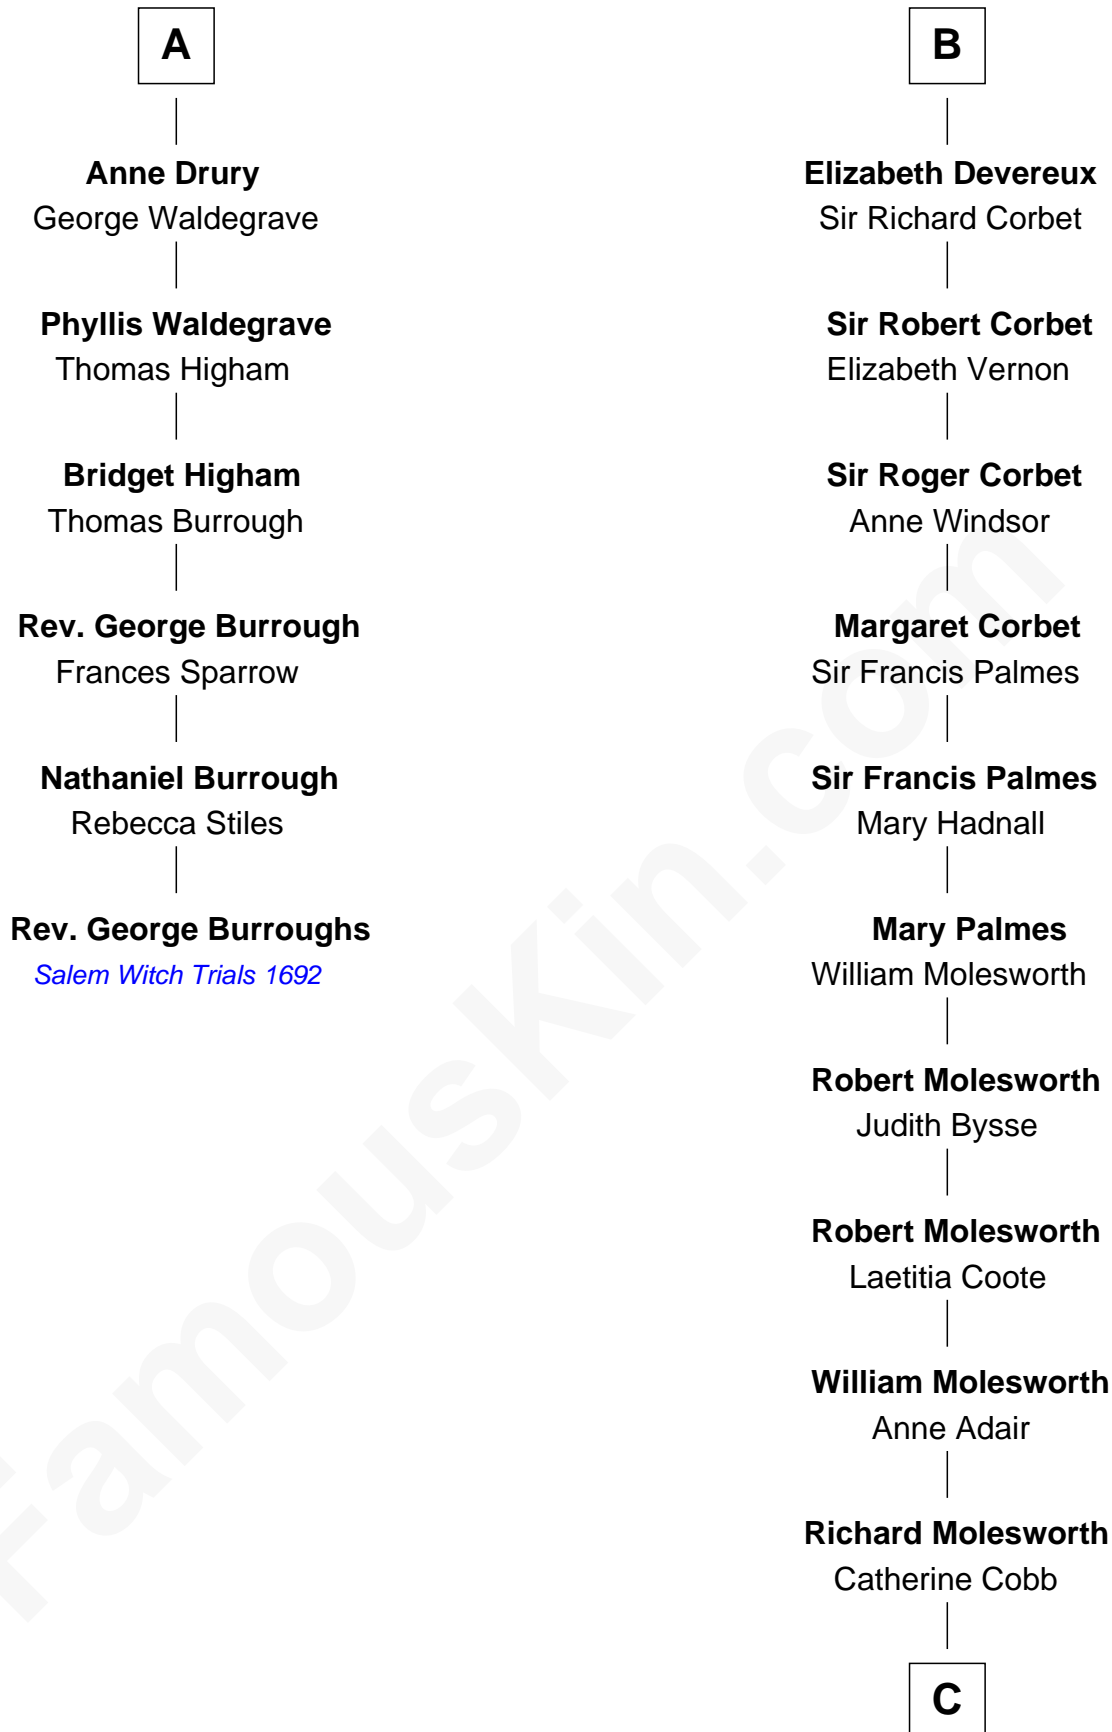 A
Anne Drury
George Waldegrave
Phyllis Waldegrave
Thomas Higham
Bridget Higham
Thomas Burrough
Rev. George Burrough
Frances Sparrow
Nathaniel Burrough
Rebecca Stiles
Rev. George Burroughs
Salem Witch Trials 1692
B
Elizabeth Devereux
Sir Richard Corbet
Sir Robert Corbet
Elizabeth Vernon
Sir Roger Corbet
Anne Windsor
Margaret Corbet
Sir Francis Palmes
Sir Francis Palmes
Mary Hadnall
Mary Palmes
William Molesworth
Robert Molesworth
Judith Bysse
Robert Molesworth
Laetitia Coote
William Molesworth
Anne Adair
Richard Molesworth
Catherine Cobb
C
FamousKin.com